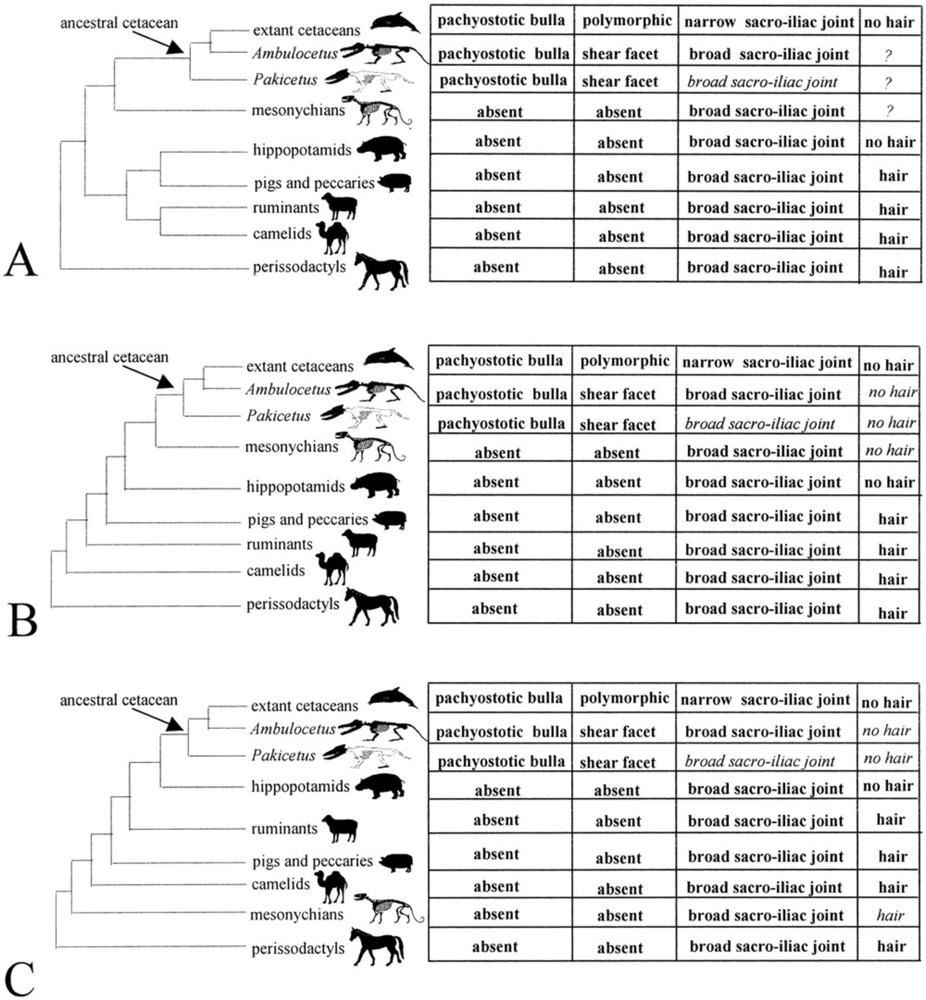 ancestral cetacean
extant cetaceans pachyostotic bulla polymorphic narrow sacro-iliac joint no hair
Ambulocetus pachyostotic bulla shear facet broad sacro-iliac joint ?
Pakicetus pachyostotic bulla shear facet broad sacro-iliac joint ?
mesonychians absent absent broad sacro-iliac joint ?
hippopotamids absent absent broad sacro-iliac joint no hair
pigs and peccaries absent absent broad sacro-iliac joint hair
ruminants absent absent broad sacro-iliac joint hair
camelids absent absent broad sacro-iliac joint hair
perissodactyls absent absent broad sacro-iliac joint hair
A
ancestral cetacean
extant cetaceans pachyostotic bulla polymorphic narrow sacro-iliac joint no hair
Ambulocetus pachyostotic bulla shear facet broad sacro-iliac joint no hair
Pakicetus pachyostotic bulla shear facet broad sacro-iliac joint no hair
mesonychians absent absent broad sacro-iliac joint no hair
hippopotamids absent absent broad sacro-iliac joint no hair
pigs and peccaries absent absent broad sacro-iliac joint hair
ruminants absent absent broad sacro-iliac joint hair
camelids absent absent broad sacro-iliac joint hair
perissodactyls absent absent broad sacro-iliac joint hair
B
ancestral cetacean
extant cetaceans pachyostotic bulla polymorphic narrow sacro-iliac joint no hair
Ambulocetus pachyostotic bulla shear facet broad sacro-iliac joint no hair
Pakicetus pachyostotic bulla shear facet broad sacro-iliac joint no hair
hippopotamids absent absent broad sacro-iliac joint no hair
ruminants absent absent broad sacro-iliac joint hair
pigs and peccaries absent absent broad sacro-iliac joint hair
camelids absent absent broad sacro-iliac joint hair
mesonychians absent absent broad sacro-iliac joint hair
perissodactyls absent absent broad sacro-iliac joint hair
C